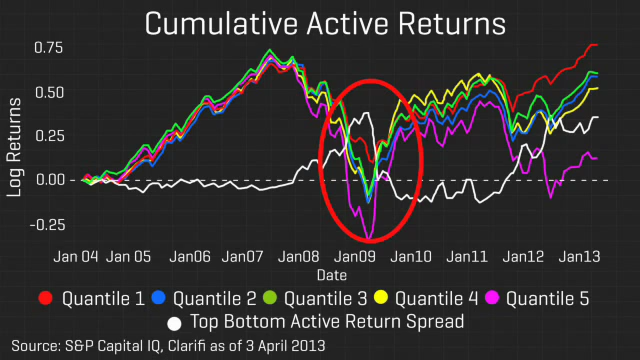 Cumulative Active Returns
0.75
0.50
0.25
0.00
-0.25
Log Returns
Jan 04 Jan 05 Jan06 Jan07 Jan08 Jan09 Jan10 Jan11 Jan12 Jan13
Date
Quantile 1 Quantile 2 Quantile 3 Quantile 4 Quantile 5
Top Bottom Active Return Spread
Source: S&P Capital IQ, Clarifi as of 3 April 2013